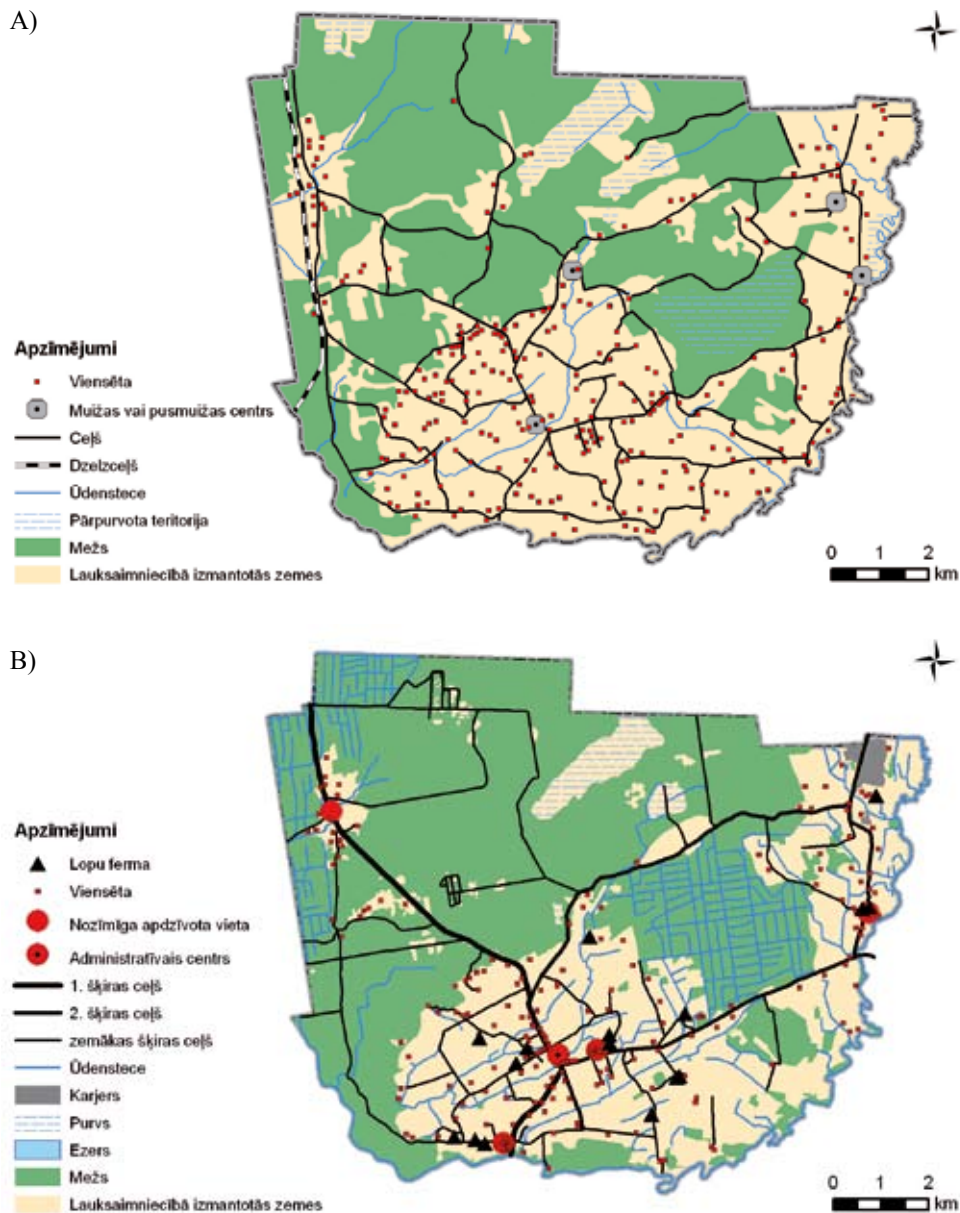 A)
Apzīmējumi
Viensēta
Muižas vai pusmuižas centrs
Ceļš
Dzelzceļš
Ūdenstece
Pārpurvota teritorija
Mežs
Lauksaimniecībā izmantotās zemes
0 1 2
km
B)
Apzīmējumi
Lopu ferma
Viensēta
Nozīmīga apdzīvota vieta
Administratīvais centrs
1. šķiras ceļš
2. šķiras ceļš
zemākas šķiras ceļš
Ūdenstece
Karjers
Purvs
Ezers
Mežs
Lauksaimniecībā izmantotās zemes
0 1 2
km